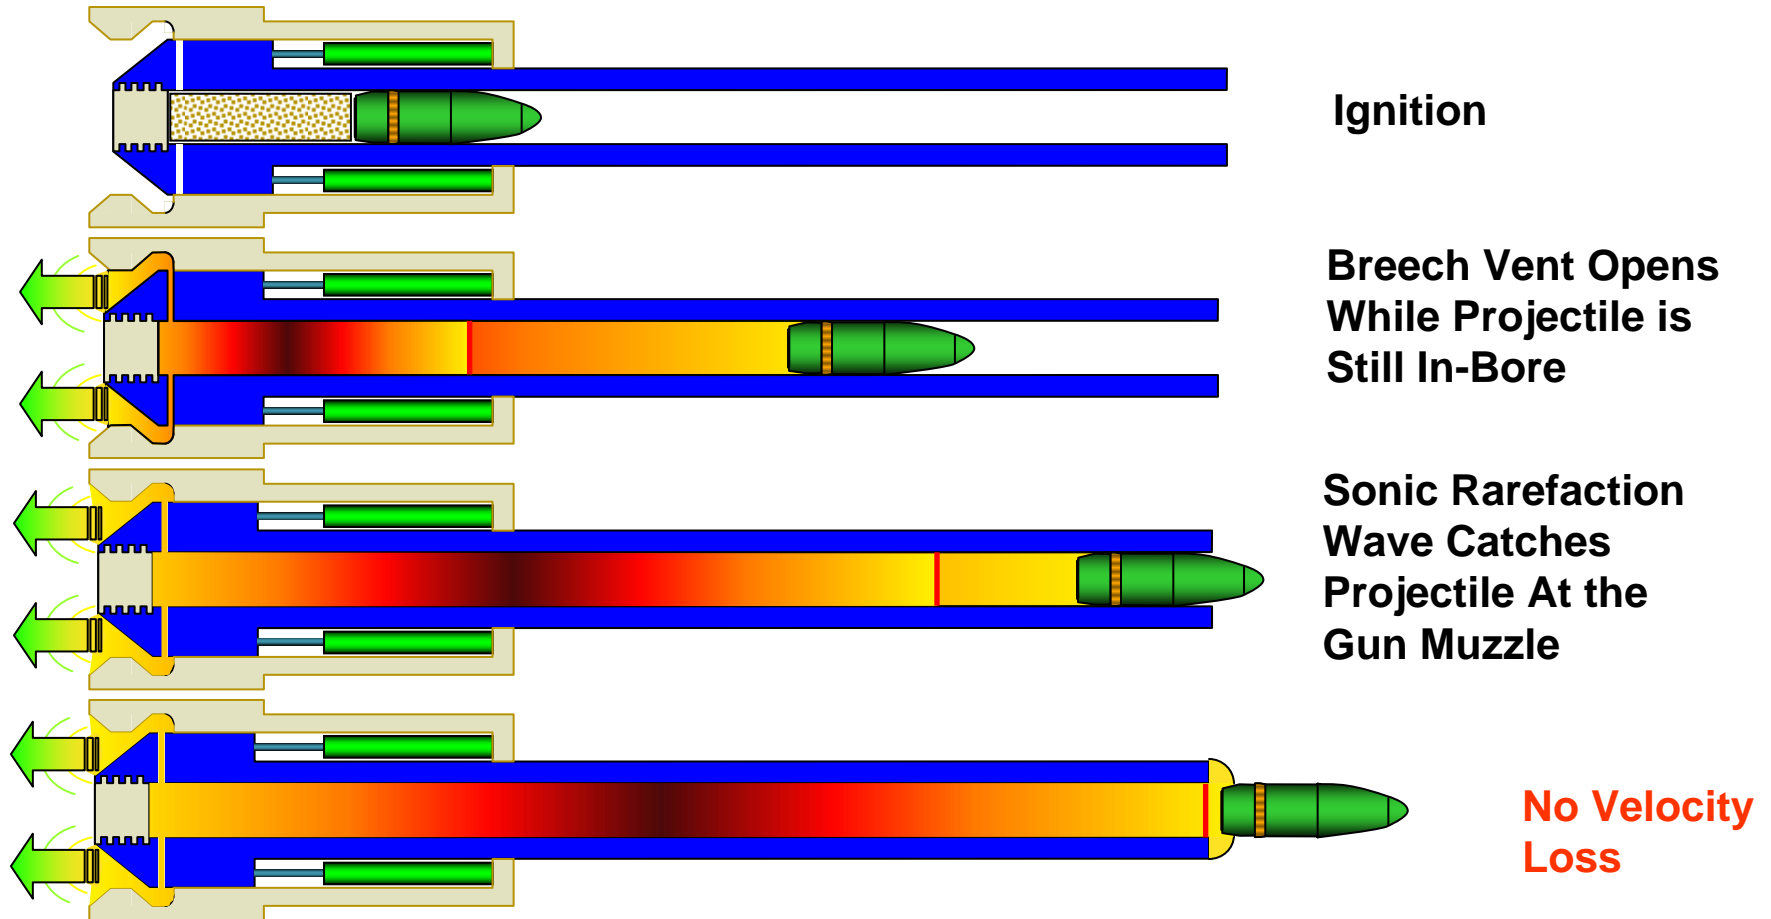 Ignition
Breech Vent Opens
While Projectile is
Still In-Bore
Sonic Rarefaction
Wave Catches
Projectile At the
Gun Muzzle
No Velocity
Loss